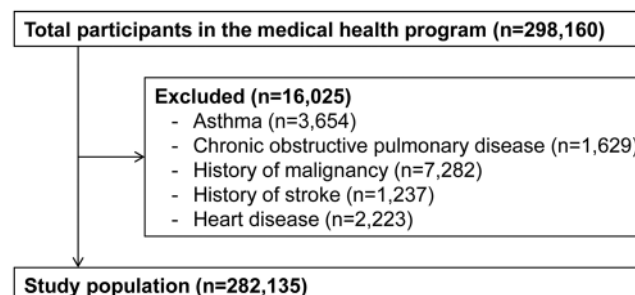 Total participants in the medical health program (n=298,160)
Excluded (n=16,025)
- Asthma (n=3,654)
- Chronic obstructive pulmonary disease (n=1,629)
- History of malignancy (n=7,282)
- History of stroke (n=1,237)
- Heart disease (n=2,223)
Study population (n=282,135)